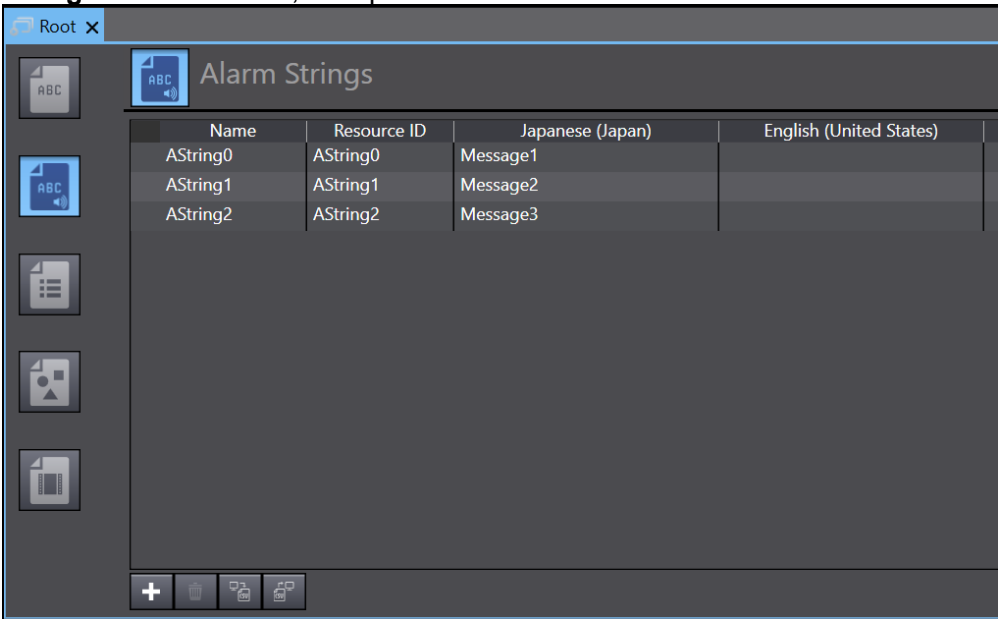 Root
ABC
ABC
Alarm Strings
Name Resource ID Japanese (Japan) English (United States)
AString0 AString0 Message1
AString1 AString1 Message2
AString2 AString2 Message3
ABC